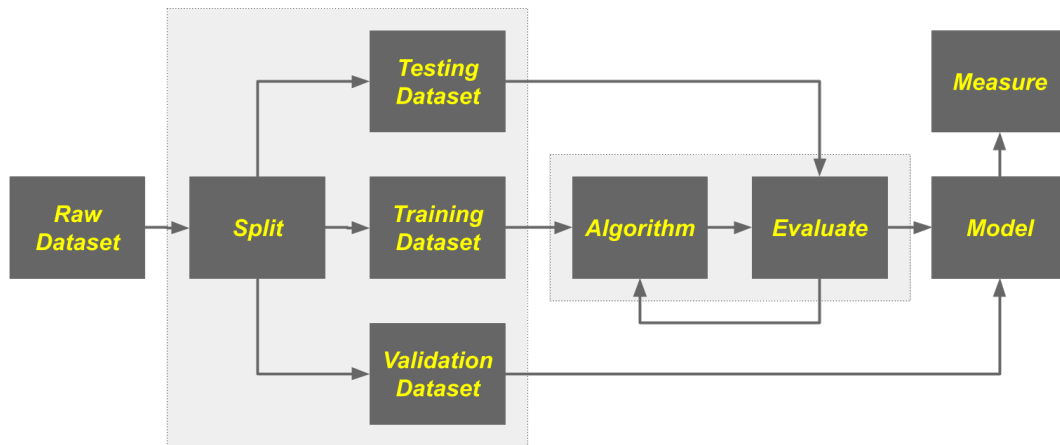 Testing
Dataset
Measure
Raw
Dataset
Split
Training
Dataset
Algorithm
Evaluate
Model
Validation
Dataset